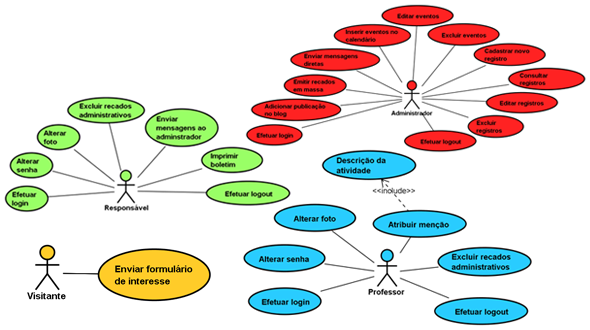 Editar eventos
Inserir eventos no
calendário
Excluir eventos
Enviar mensagens
diretas
Cadastrar novo
registro
Emitir recados
em massa
Consultar
registros
Adicionar publicação
no blog
Editar registros
Administrador
Excluir
registros
Efetuar login
Efetuar logout
Excluir recados
administrativos
Enviar
mensagens ao
adminstrador
Alterar
foto
Alterar
senha
Imprimir
boletim
Efetuar
login
Efetuar logout
Responsável
Descrição da
atividade
<<include>>
Alterar foto
Atribuir menção
Alterar senha
Excluir recados
administrativos
Efetuar login
Professor
Efetuar logout
Visitante
Enviar formulário
de interesse